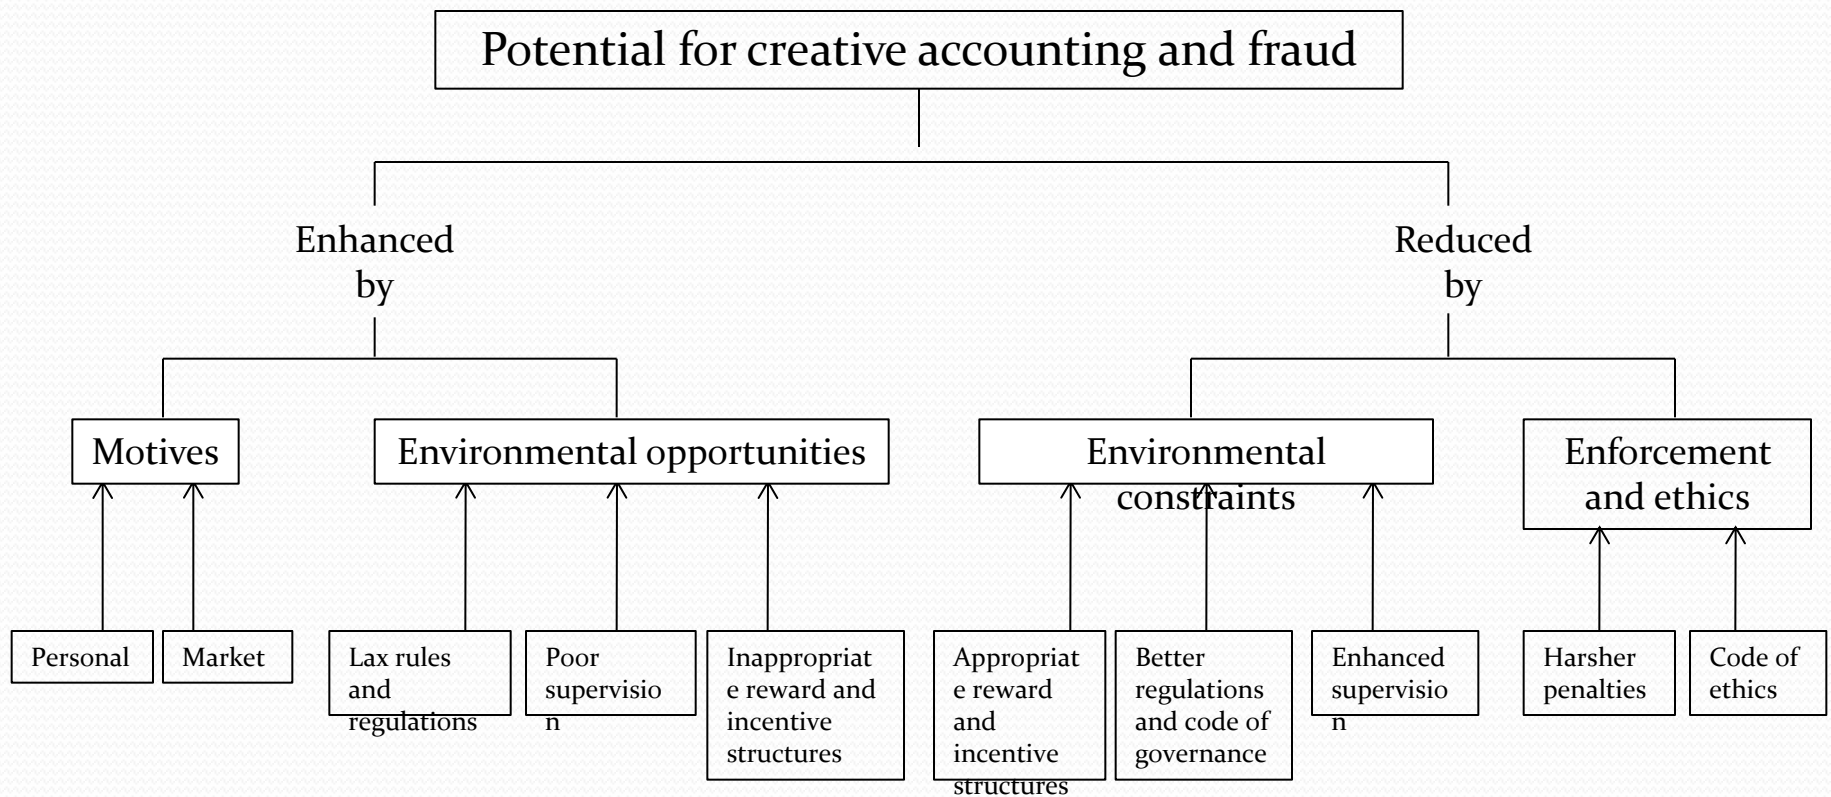 Potential for creative accounting and fraud
Enhanced
by
Reduced
by
Motives
Environmental opportunities
Environmental
constraints
Enforcement
and ethics
Personal
Market
Lax rules
and
regulations
Poor
supervisio
n
Inappropriat
e reward and
incentive
structures
Appropriat
e reward
and
incentive
structures
Better
regulations
and code of
governance
Enhanced
supervisio
n
Harsher
penalties
Code of
ethics